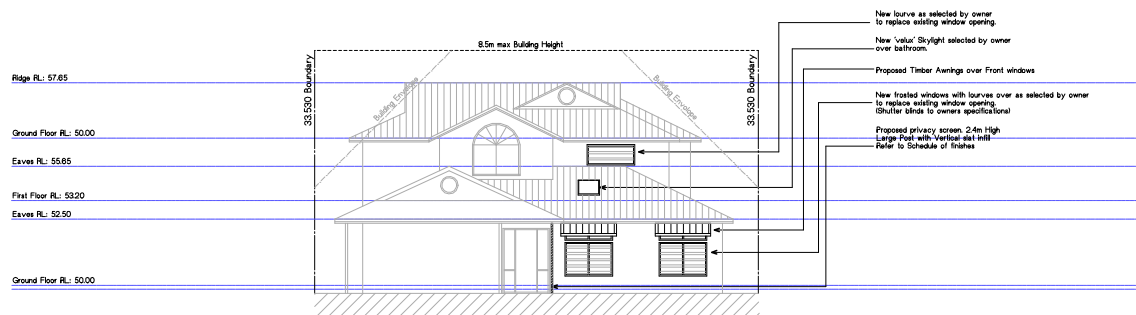 New lourve as selected by owner
to replace existing window opening.
8.5m max Building Height
New 'velux' Skylight selected by owner
over bathroom.
Ridge RL: 57.65
33.530 Boundary
Building Envelope
Building Envelope
33.530 Boundary
Proposed Timber Awnings over Front windows
New frosted windows with lourves over as selected by owner
to replace existing window opening.
(Shutter blinds to owners specifications)
Ground Floor RL: 50.00
Proposed privacy screen. 2.4m High
Large Post with Vertical slat infill
Refer to Schedule of finishes
Eaves RL: 55.65
First Floor RL: 53.20
Eaves RL: 52.50
Ground Floor RL: 50.00